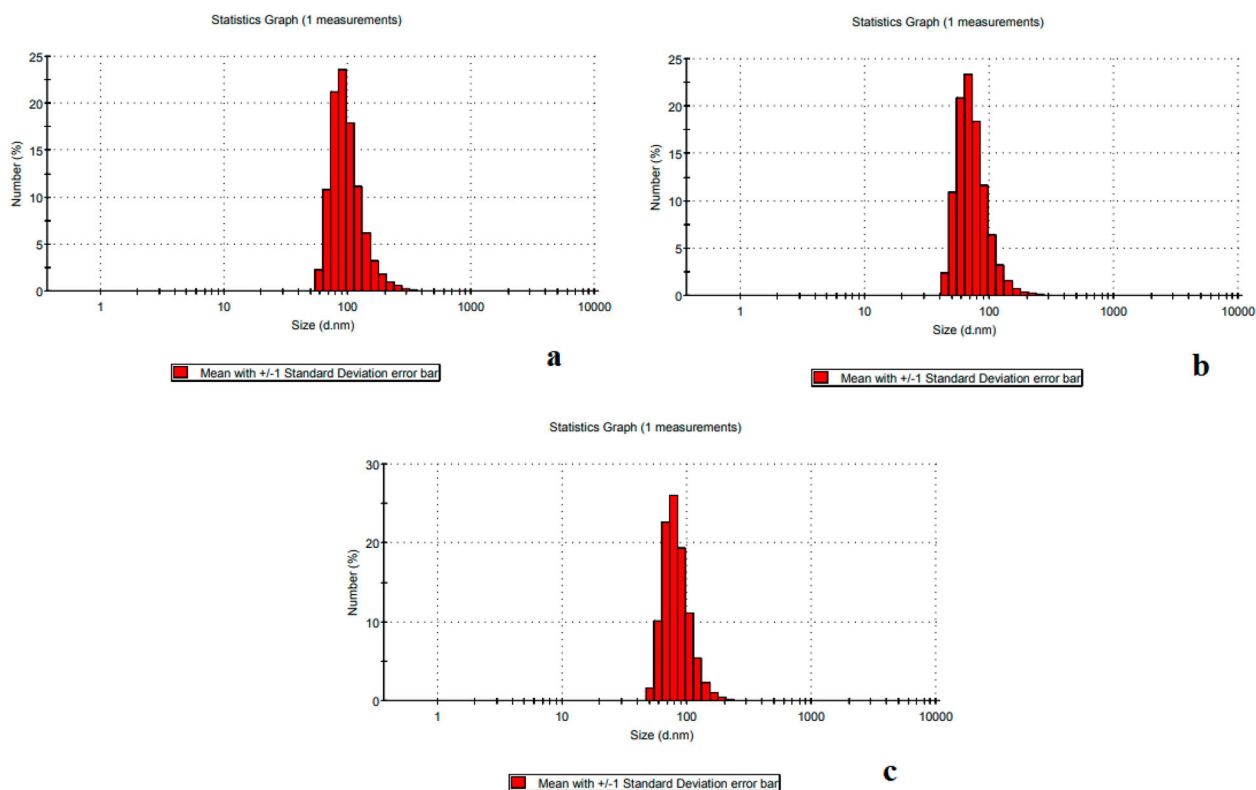 Statistics Graph (1 measurements)
25
20
15
10
5
0
Number (%)
1 10 100 1000 10000
Size (d.nm)
a
Mean with +/-1 Standard Deviation error bar
Statistics Graph (1 measurements)
25
20
15
10
5
0
Number (%)
1 10 100 1000 10000
Size (d.nm)
b
Mean with +/-1 Standard Deviation error bar
Statistics Graph (1 measurements)
30
20
10
0
Number (%)
1 10 100 1000 10000
Size (d.nm)
c
Mean with +/-1 Standard Deviation error bar